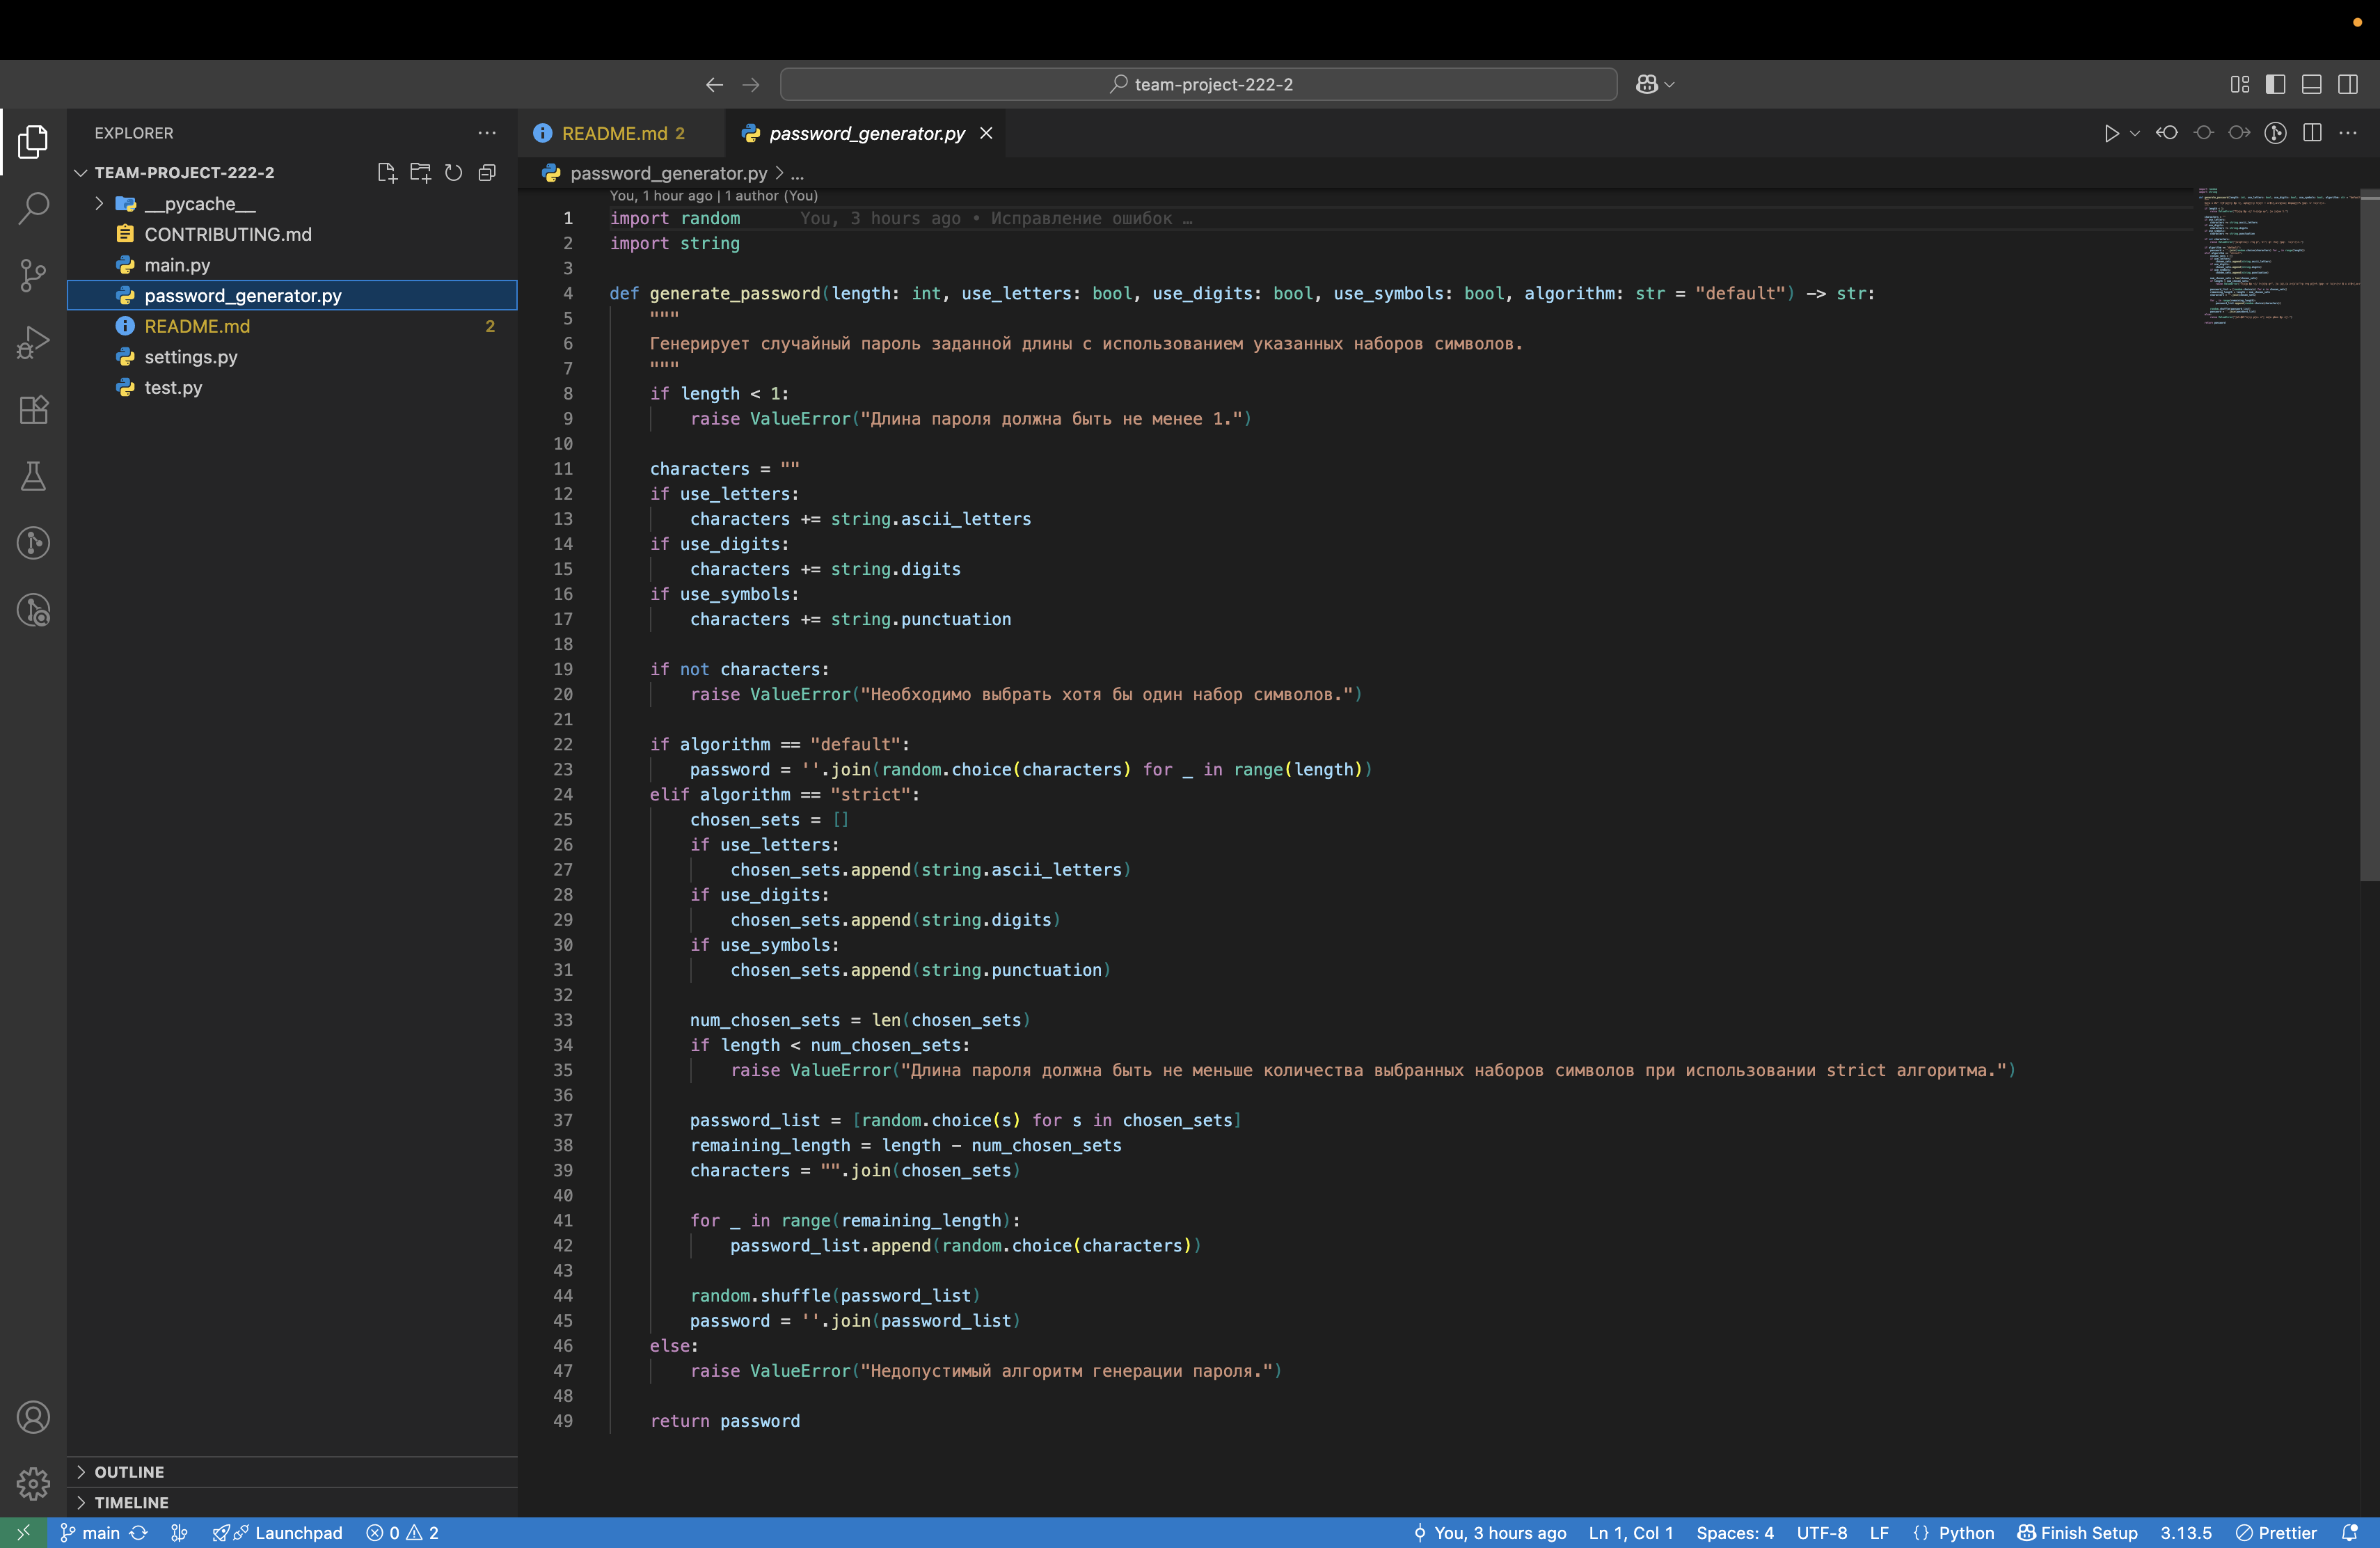 team-project-222-2
EXPLORER
README.md 2
password_generator.py
TEAM-PROJECT-222-2
__pycache__
CONTRIBUTING.md
main.py
password_generator.py
README.md 2
settings.py
test.py
OUTLINE
TIMELINE
password_generator.py > ...
You, 1 hour ago | 1 author (You)
1 import random You, 3 hours ago • Исправление ошибок …
2 import string
3
4 def generate_password(length: int, use_letters: bool, use_digits: bool, use_symbols: bool, algorithm: str = "default") -> str:
5 """
6 Генерирует случайный пароль заданной длины с использованием указанных наборов символов.
7 """
8 if length < 1:
9 raise ValueError("Длина пароля должна быть не менее 1.")
10
11 characters = ""
12 if use_letters:
13 characters += string.ascii_letters
14 if use_digits:
15 characters += string.digits
16 if use_symbols:
17 characters += string.punctuation
18
19 if not characters:
20 raise ValueError("Необходимо выбрать хотя бы один набор символов.")
21
22 if algorithm == "default":
23 password = ''.join(random.choice(characters) for _ in range(length))
24 elif algorithm == "strict":
25 chosen_sets = []
26 if use_letters:
27 chosen_sets.append(string.ascii_letters)
28 if use_digits:
29 chosen_sets.append(string.digits)
30 if use_symbols:
31 chosen_sets.append(string.punctuation)
32
33 num_chosen_sets = len(chosen_sets)
34 if length < num_chosen_sets:
35 raise ValueError("Длина пароля должна быть не меньше количества выбранных наборов символов при использовании strict алгоритма.")
36
37 password_list = [random.choice(s) for s in chosen_sets]
38 remaining_length = length - num_chosen_sets
39 characters = "".join(chosen_sets)
40
41 for _ in range(remaining_length):
42 password_list.append(random.choice(characters))
43
44 random.shuffle(password_list)
45 password = ''.join(password_list)
46 else:
47 raise ValueError("Недопустимый алгоритм генерации пароля.")
48
49 return password
main Launchpad 0 2 You, 3 hours ago Ln 1, Col 1 Spaces: 4 UTF-8 LF {} Python Finish Setup 3.13.5 Prettier